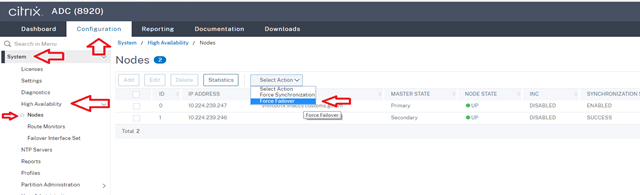 citrix. ADC (8920)
Dashboard Configuration Reporting Documentation Downloads
Search in Menu
System / High Availability / Nodes
System
Licenses
Settings
Diagnostics
High Availability
Nodes
Route Monitors
Failover Interface Set
NTP Servers
Reports
Profiles
Partition Administration
Nodes 2
Add Edit Delete Statistics Select Action
Select Action
Force Synchronization
Force Failover
Force Failover
ID IP ADDRESS MASTER STATE NODE STATE INC SYNCHRONIZATION S
0 10.224.239.247 Primary UP DISABLED ENABLED
1 10.224.239.246 Secondary UP DISABLED SUCCESS
Total 2